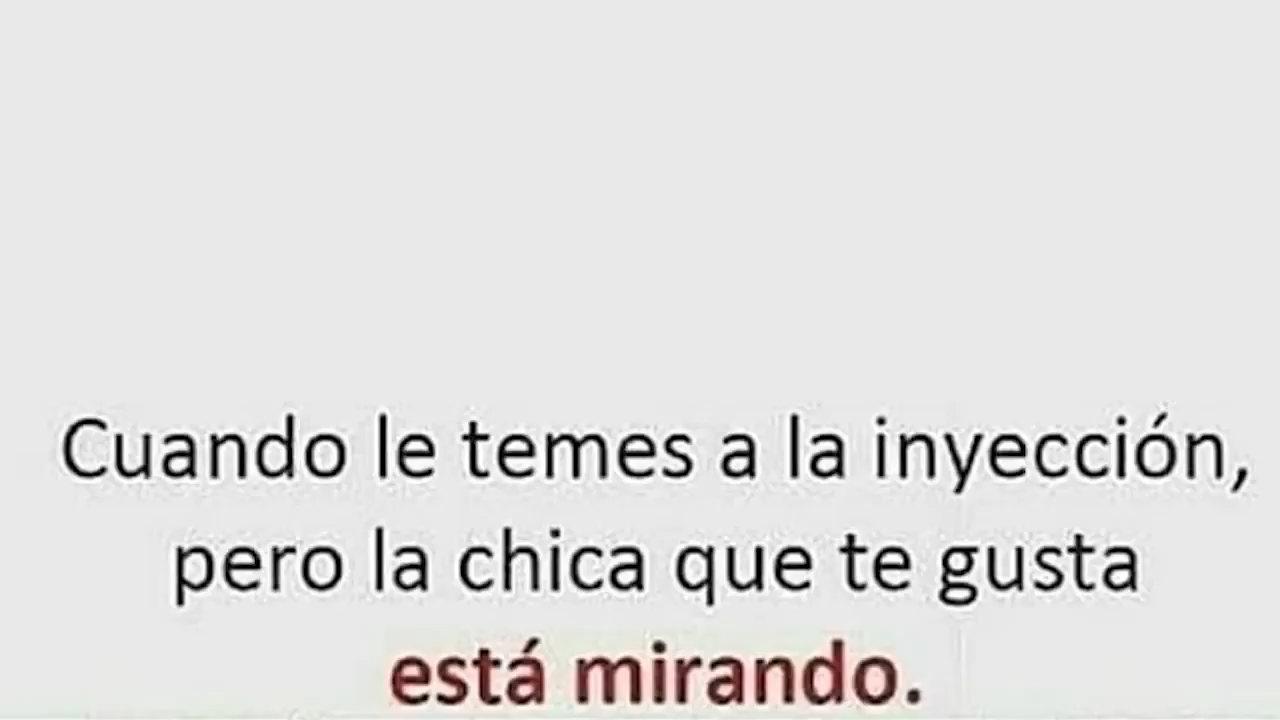 Cuando le temes a la inyección,
pero la chica que te gusta
está mirando.